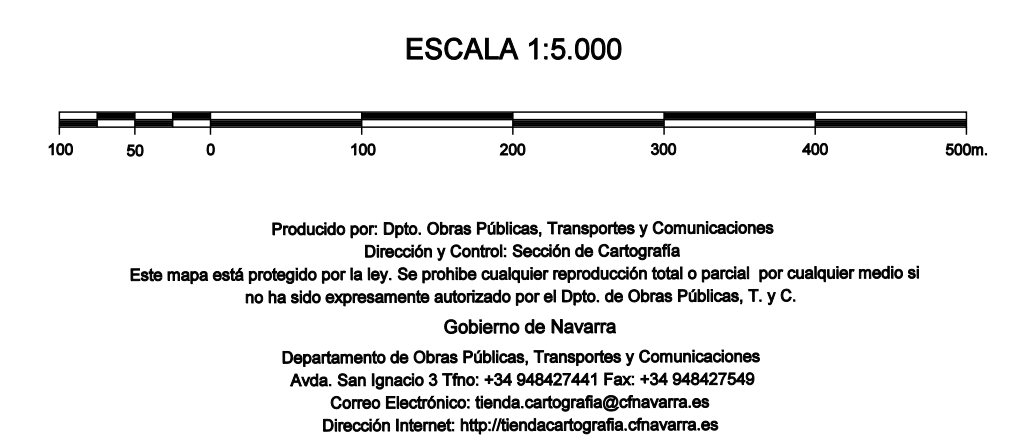 ESCALA 1:5.000
100 50 0 100 200 300 400 500m.
Producido por: Dpto. Obras Públicas, Transportes y Comunicaciones
Dirección y Control: Sección de Cartografía
Este mapa está protegido por la ley. Se prohibe cualquier reproducción total o parcial por cualquier medio si
no ha sido expresamente autorizado por el Dpto. de Obras Públicas, T. y C.
Gobierno de Navarra
Departamento de Obras Públicas, Transportes y Comunicaciones
Avda. San Ignacio 3 Tfno: +34 948427441 Fax: +34 948427549
Correo Electrónico: tienda.cartografia@cfnavarra.es
Dirección Internet: http://tiendacartografia.cfnavarra.es